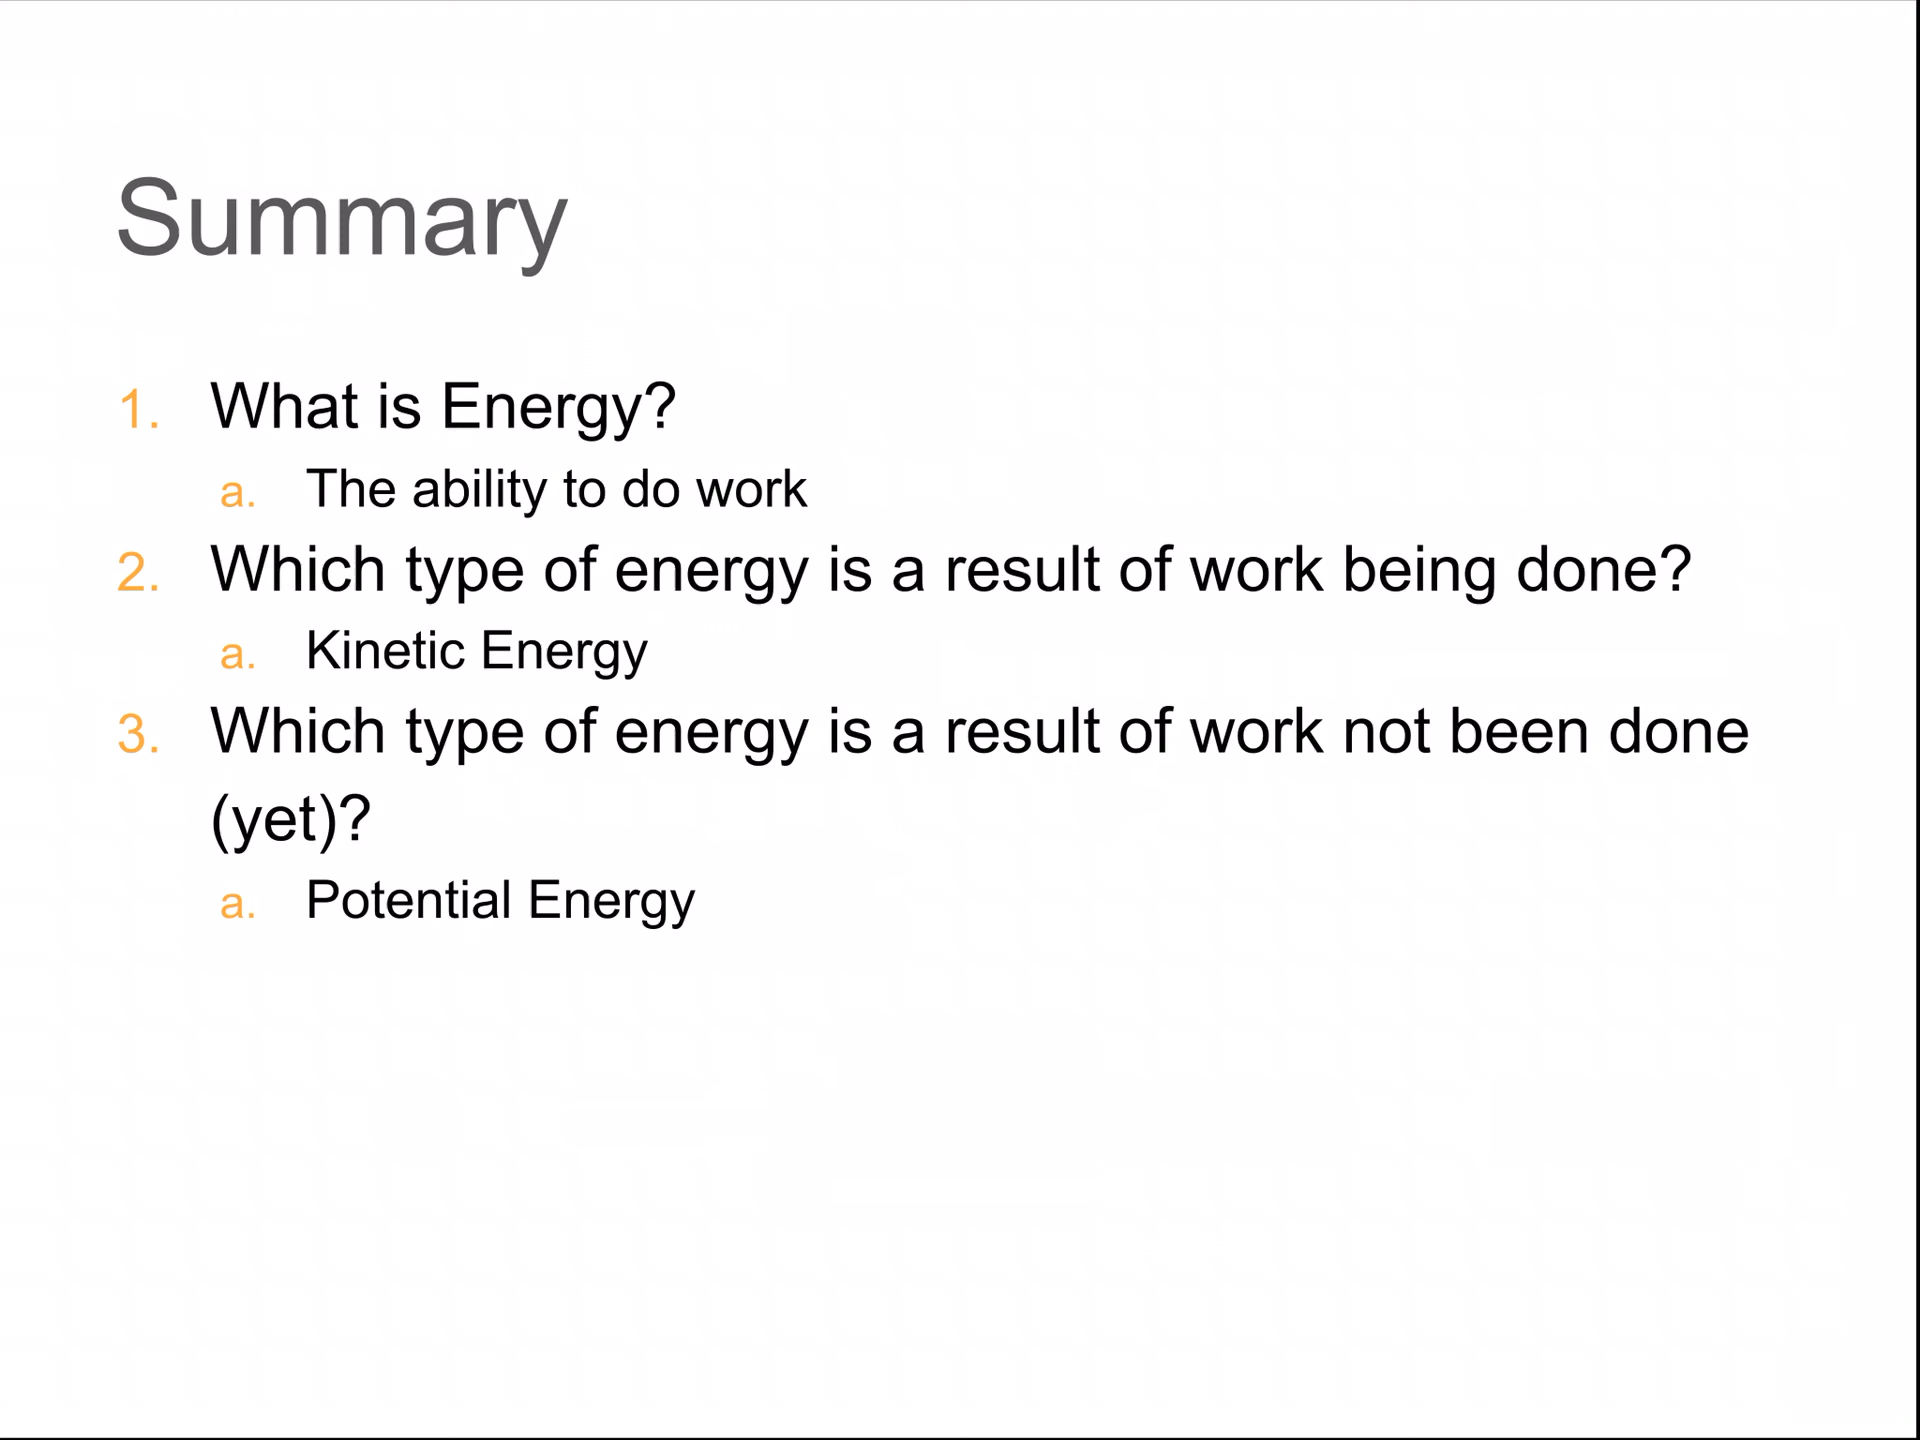 Summary
1. What is Energy?
a. The ability to do work
2. Which type of energy is a result of work being done?
a. Kinetic Energy
3. Which type of energy is a result of work not been done
(yet)?
a. Potential Energy